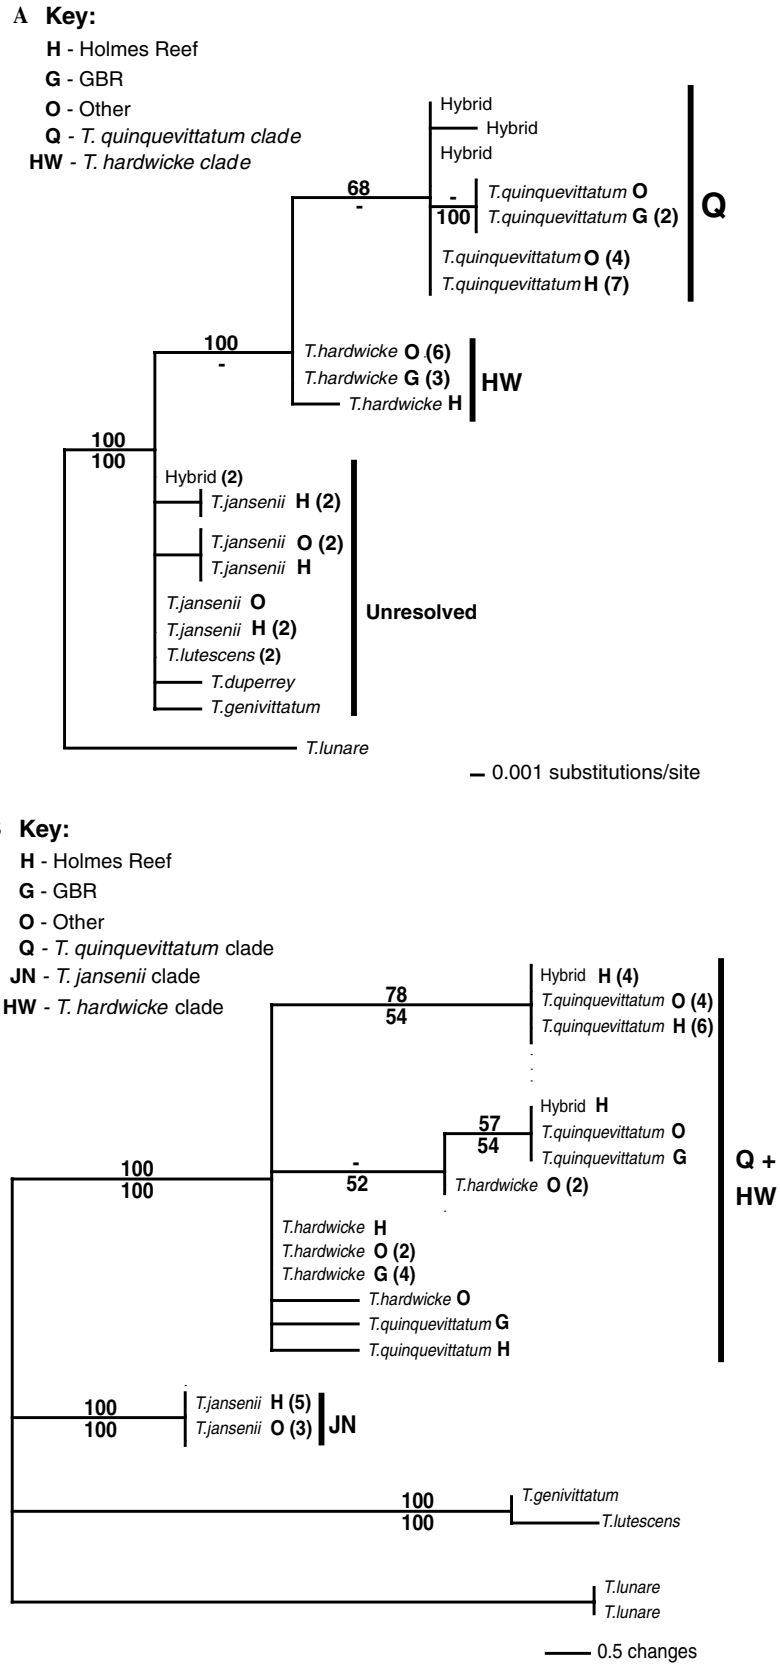 A Key:
H - Holmes Reef
G - GBR
O - Other
Q - T. quinquevittatum clade
HW - T. hardwicke clade
Hybrid
Hybrid
Hybrid
68
-
-
100
T.quinquevittatum O
T.quinquevittatum G (2)
Q
T.quinquevittatum O (4)
T.quinquevittatum H (7)
100
-
T.hardwicke O (6)
T.hardwicke G (3)
T.hardwicke H
HW
100
100
Hybrid (2)
T.jansenii H (2)
T.jansenii O (2)
T.jansenii H
T.jansenii O
T.jansenii H (2)
T.lutescens (2)
T.duperrey
T.genivittatum
Unresolved
T.lunare
0.001 substitutions/site
Key:
H - Holmes Reef
G - GBR
O - Other
Q - T. quinquevittatum clade
JN - T. jansenii clade
HW - T. hardwicke clade
Hybrid H (4)
T.quinquevittatum O (4)
T.quinquevittatum H (6)
78
54
Hybrid H
T.quinquevittatum O
T.quinquevittatum G
57
54
T.hardwicke O (2)
-
52
Q +
HW
100
100
T.hardwicke H
T.hardwicke O (2)
T.hardwicke G (4)
T.hardwicke O
T.quinquevittatum G
T.quinquevittatum H
100
100
T.jansenii H (5)
T.jansenii O (3)
JN
100
100
T.genivittatum
T.lutescens
T.lunare
T.lunare
0.5 changes